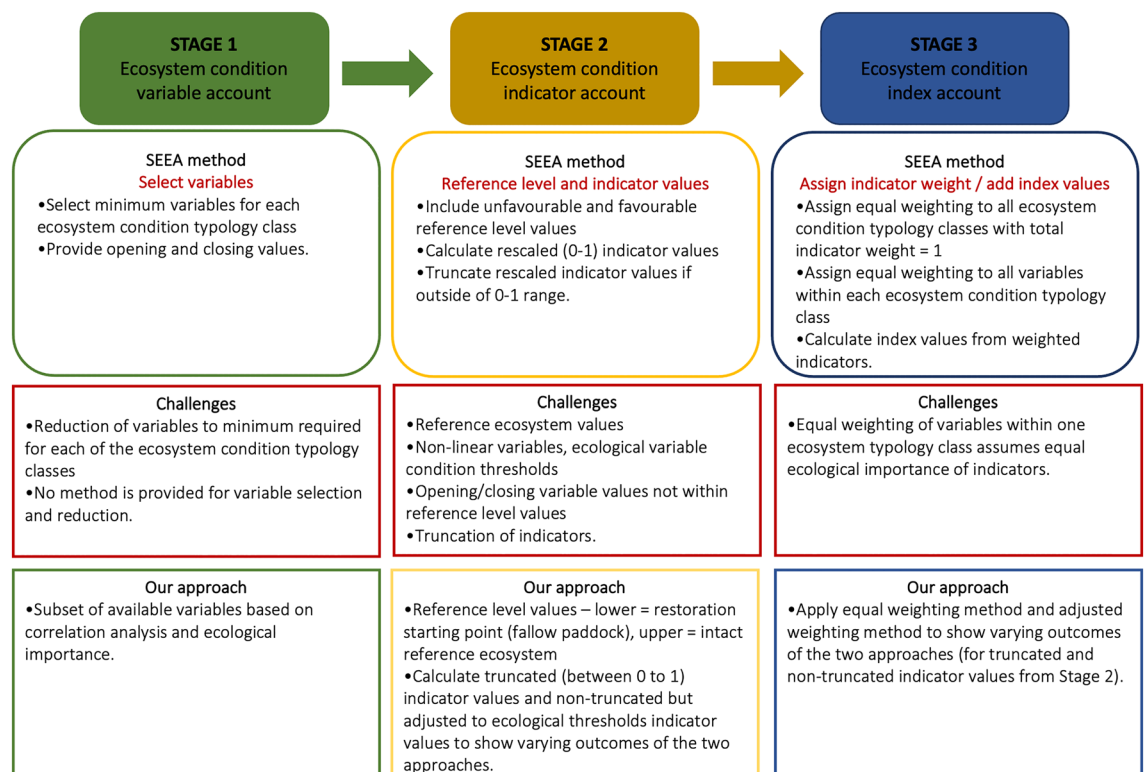 STAGE 1
Ecosystem condition
variable account
STAGE 2
Ecosystem condition
indicator account
STAGE 3
Ecosystem condition
index account
SEEA method
Select variables
•Select minimum variables for each
ecosystem condition typology class
•Provide opening and closing values.
SEEA method
Reference level and indicator values
•Include unfavourable and favourable
reference level values
•Calculate rescaled (0-1) indicator values
•Truncate rescaled indicator values if
outside of 0-1 range.
SEEA method
Assign indicator weight / add index values
•Assign equal weighting to all ecosystem
condition typology classes with total
indicator weight = 1
•Assign equal weighting to all variables
within each ecosystem condition typology
class
•Calculate index values from weighted
indicators.
Challenges
•Reduction of variables to minimum required
for each of the ecosystem condition typology
classes
•No method is provided for variable selection
and reduction.
Challenges
•Reference ecosystem values
•Non-linear variables, ecological variable
condition thresholds
•Opening/closing variable values not within
reference level values
•Truncation of indicators.
Challenges
•Equal weighting of variables within one
ecosystem typology class assumes equal
ecological importance of indicators.
Our approach
•Subset of available variables based on
correlation analysis and ecological
importance.
Our approach
•Reference level values – lower = restoration
starting point (fallow paddock), upper = intact
reference ecosystem
•Calculate truncated (between 0 to 1)
indicator values and non-truncated but
adjusted to ecological thresholds indicator
values to show varying outcomes of the two
approaches.
Our approach
•Apply equal weighting method and adjusted
weighting method to show varying outcomes
of the two approaches (for truncated and
non-truncated indicator values from Stage 2).